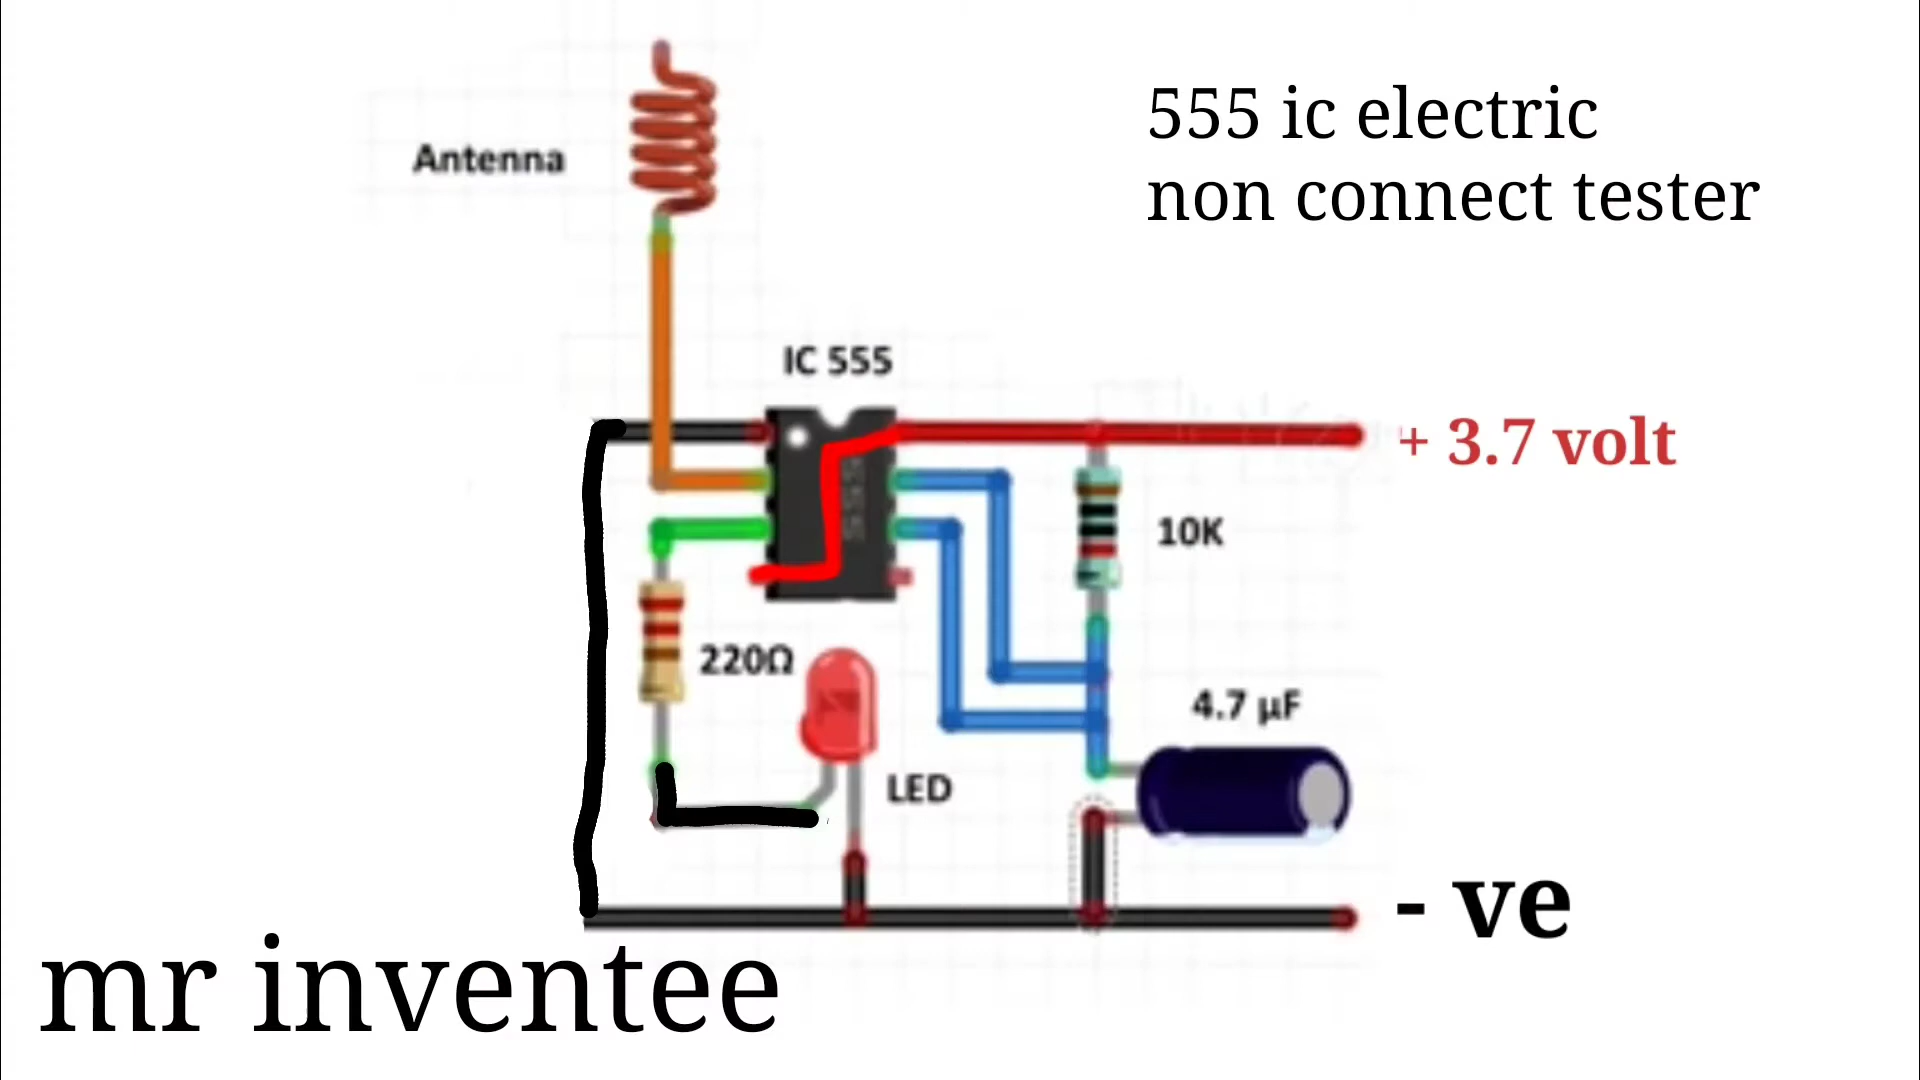 555 ic electric
non connect tester
Antenna
IC 555
+ 3.7 volt
10K
220Ω
4.7 µF
LED
- ve
mr inventee